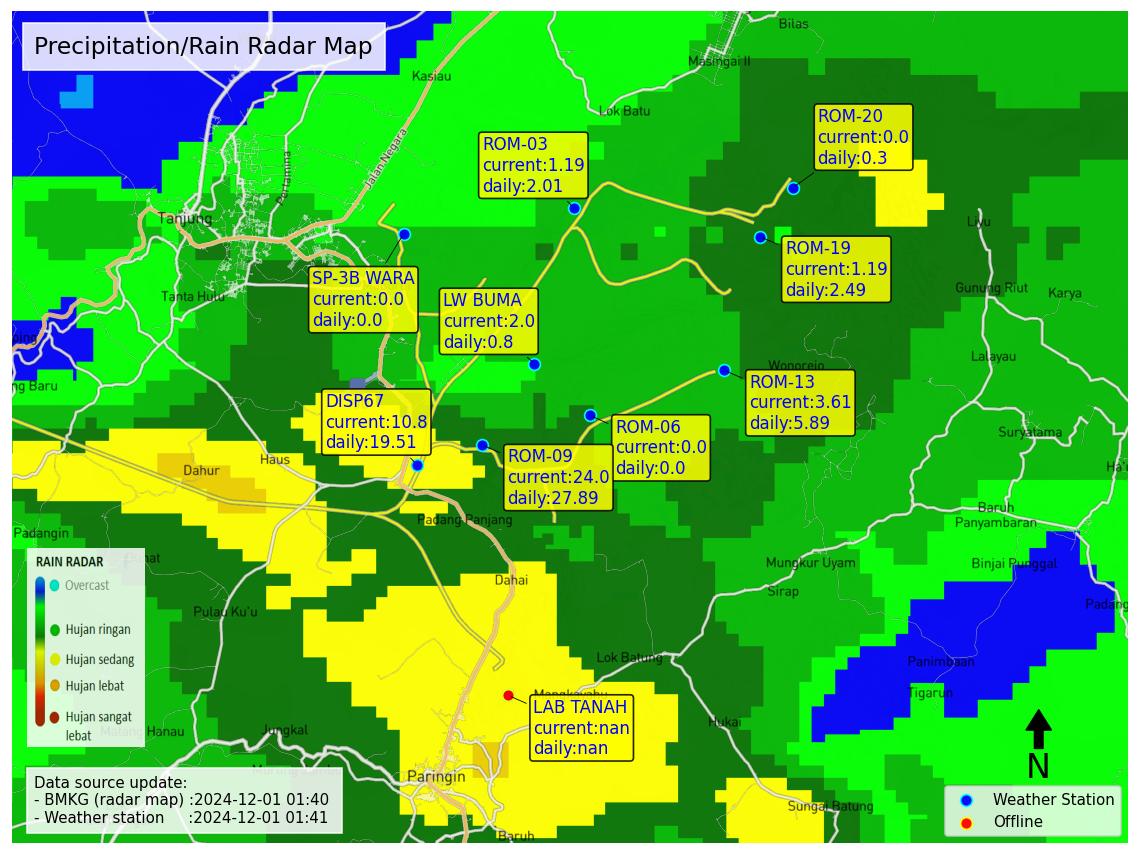 Precipitation/Rain Radar Map
Bilas
Masingai II
Kasiau
Lok Batu
Jalan Negara
Pertamina
ROM-20
current:0.0
daily:0.3
ROM-03
current:1.19
daily:2.01
Tanjung
Liyu
ROM-19
current:1.19
daily:2.49
SP-3B WARA
current:0.0
daily:0.0
Tanta Hulu
LW BUMA
current:2.0
daily:0.8
Gunung Riut
Karya
ng Baru
Lalayau
Wonorejo
ROM-13
current:3.61
daily:5.89
DISP67
current:10.8
daily:19.51
ROM-06
current:0.0
daily:0.0
Suryatama
Haus
Dahur
ROM-09
current:24.0
daily:27.89
Padang Panjang
Padangin
Baruh
Panyambaran
Mungkur Uyam
Binjai Punggal
RAIN RADAR
Overcast
Hujan ringan
Hujan sedang
Hujan lebat
Hujan sangat
lebat
Dahai
Sirap
Padang
Pulau Ku'u
Lok Batung
Panimbaan
Tigarun
LAB TANAH
current:nan
daily:nan
Hukai
Jungkal
N
Paringin
Data source update:
- BMKG (radar map) :2024-12-01 01:40
- Weather station :2024-12-01 01:41
Sungai Batung
Baruh
Weather Station
Offline